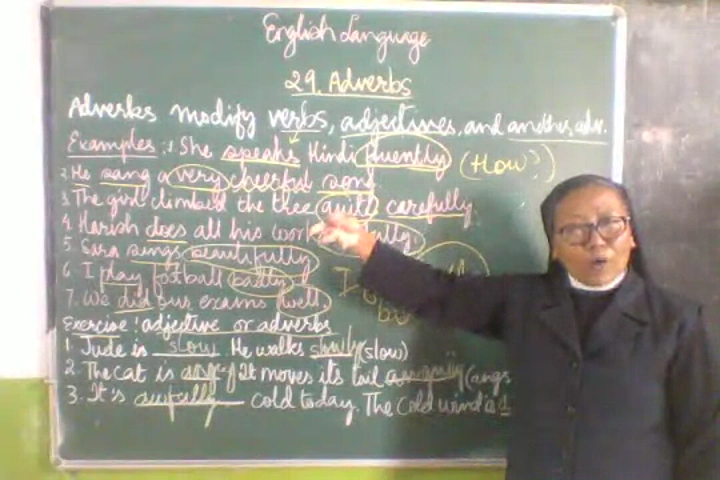 English Language
29. Adverbs
Adverbs modify verbs, adjectives, and another adv.
Examples: 1. She speaks Hindi fluently (How?)
2. He sang a very cheerful song
3. The girl climbed the tree quite carefully.
4. Harish does all his
5. Sara sings beautifully
6. I play football badly
7. We did our exams well
Exercise: adjective or adverbs
1. Jude is slow. He walks slowly (slow)
2. The cat is angry It moves its tail angrily
3. It's awfully cold today. The cold wind is